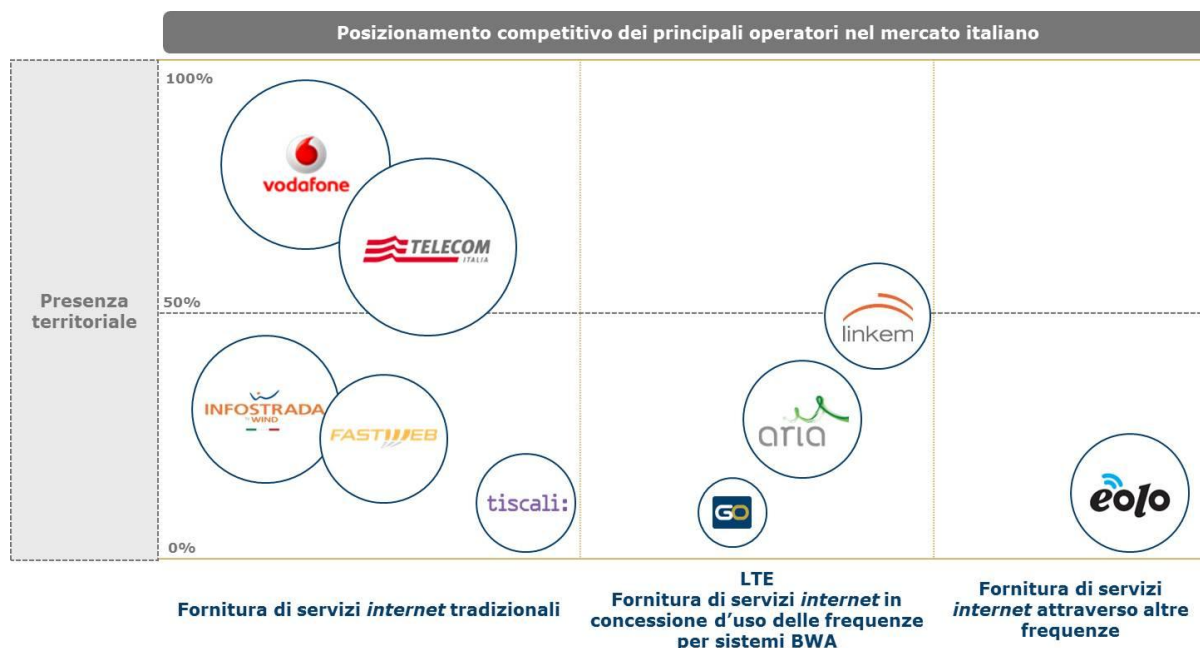 Posizionamento competitivo dei principali operatori nel mercato italiano
100%
vodafone
TELECOM
ITALIA
Presenza
territoriale
50%
linkem
INFOSTRADA
WIND
FASTWEB
aria
tiscali:
GO
eolo
0%
Fornitura di servizi internet tradizionali
LTE
Fornitura di servizi internet in
concessione d'uso delle frequenze
per sistemi BWA
Fornitura di servizi
internet attraverso altre
frequenze